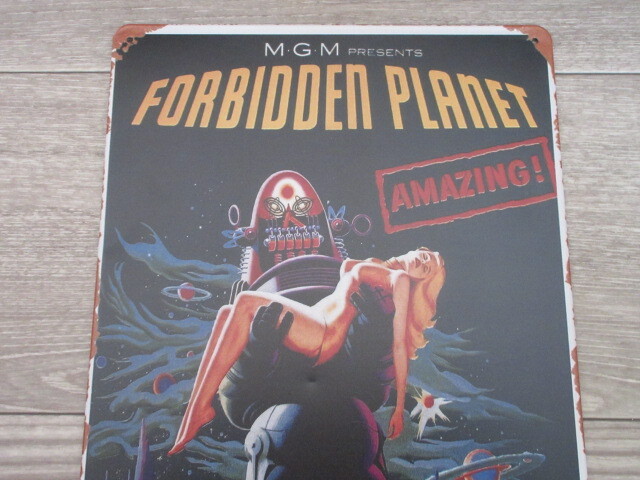 M·G·M PRESENTS
FORBIDDEN PLANET
AMAZING!